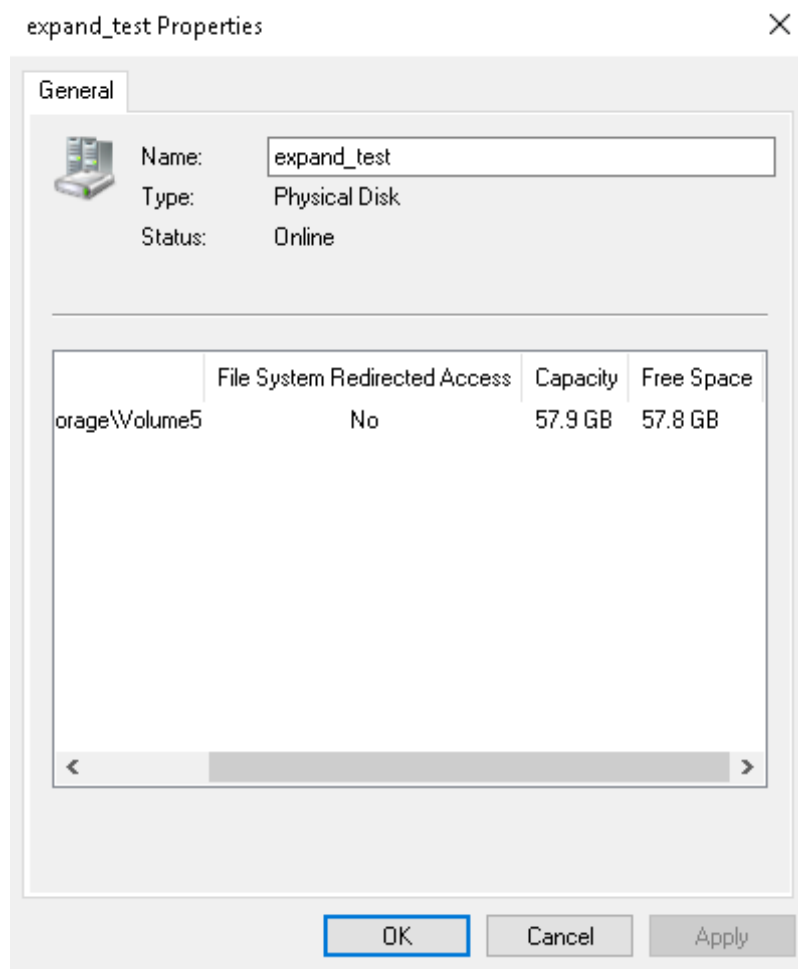 expand_test Properties
General
Name: expand_test
Type: Physical Disk
Status: Online
File System Redirected Access Capacity Free Space
orage\Volume5 No 57.9 GB 57.8 GB
OK Cancel Apply